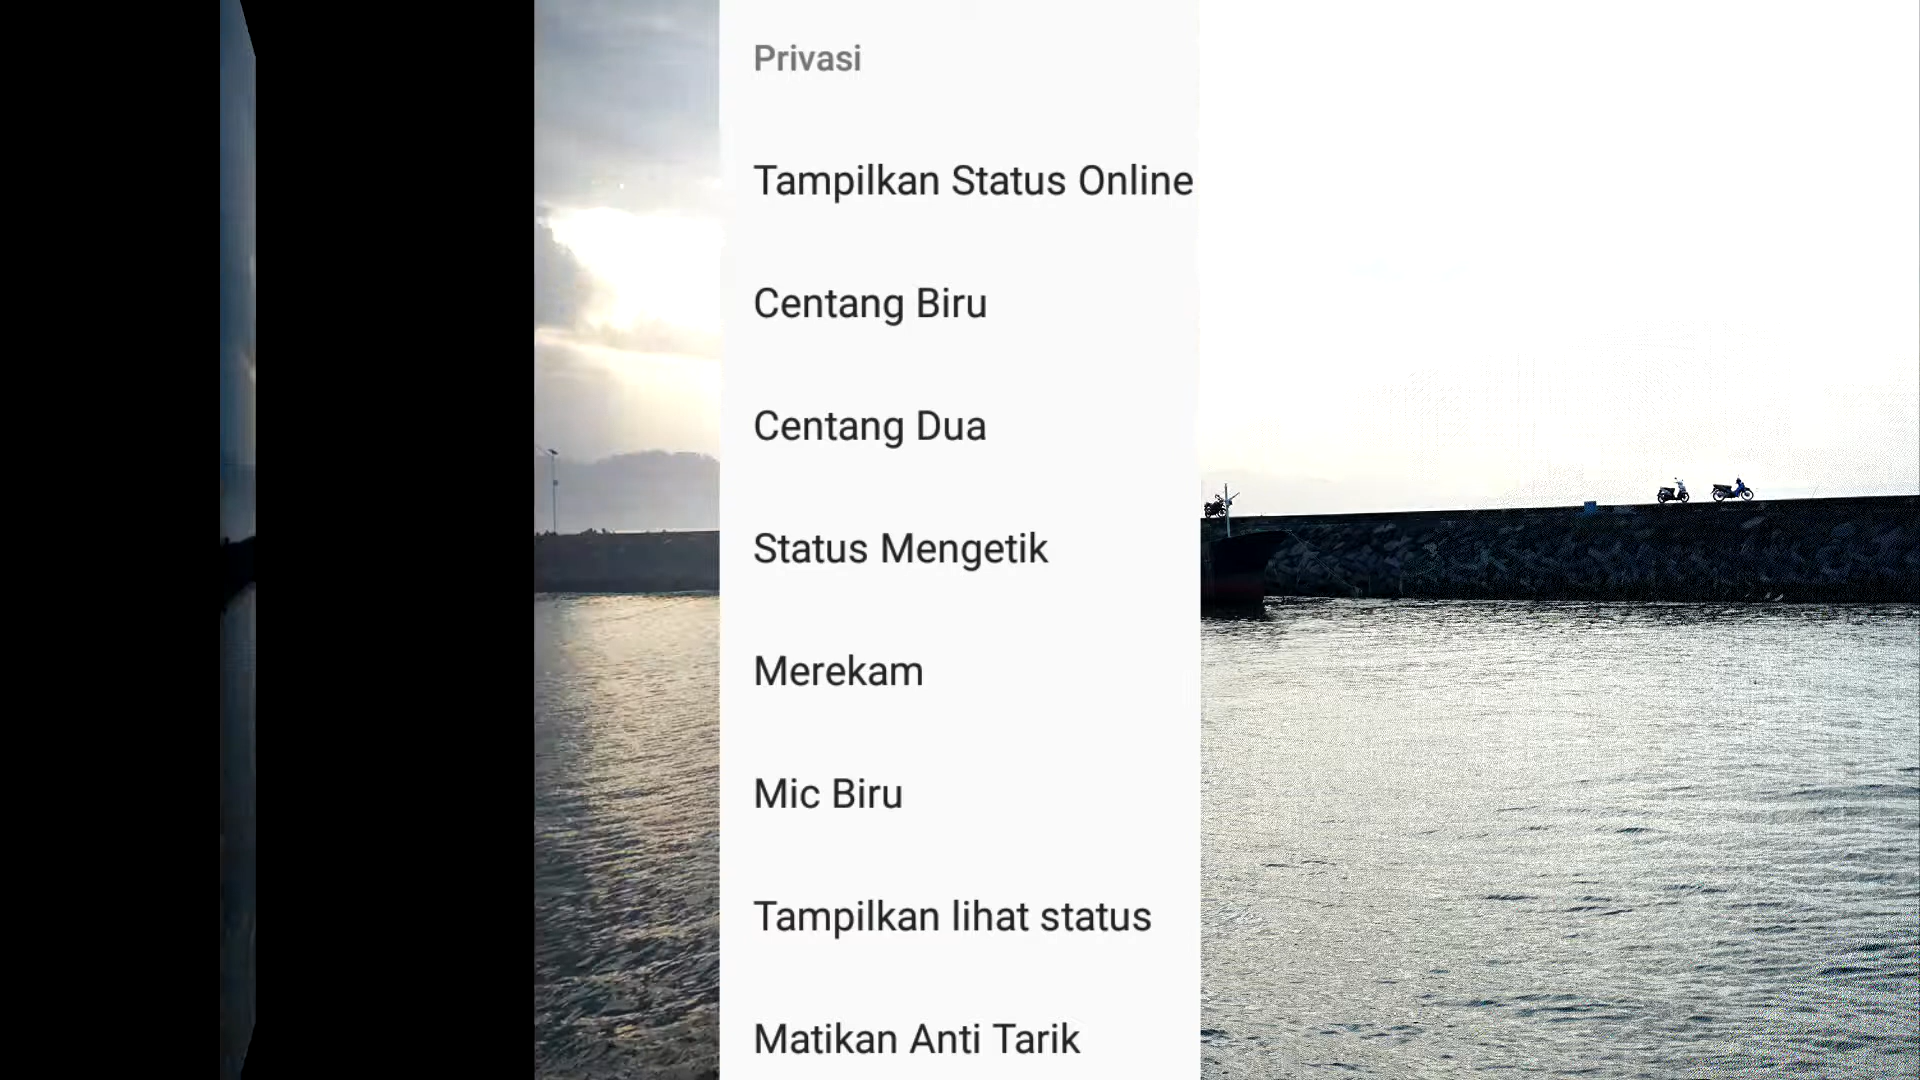 Privasi
Tampilkan Status Online
Centang Biru
Centang Dua
Status Mengetik
Merekam
Mic Biru
Tampilkan lihat status
Matikan Anti Tarik